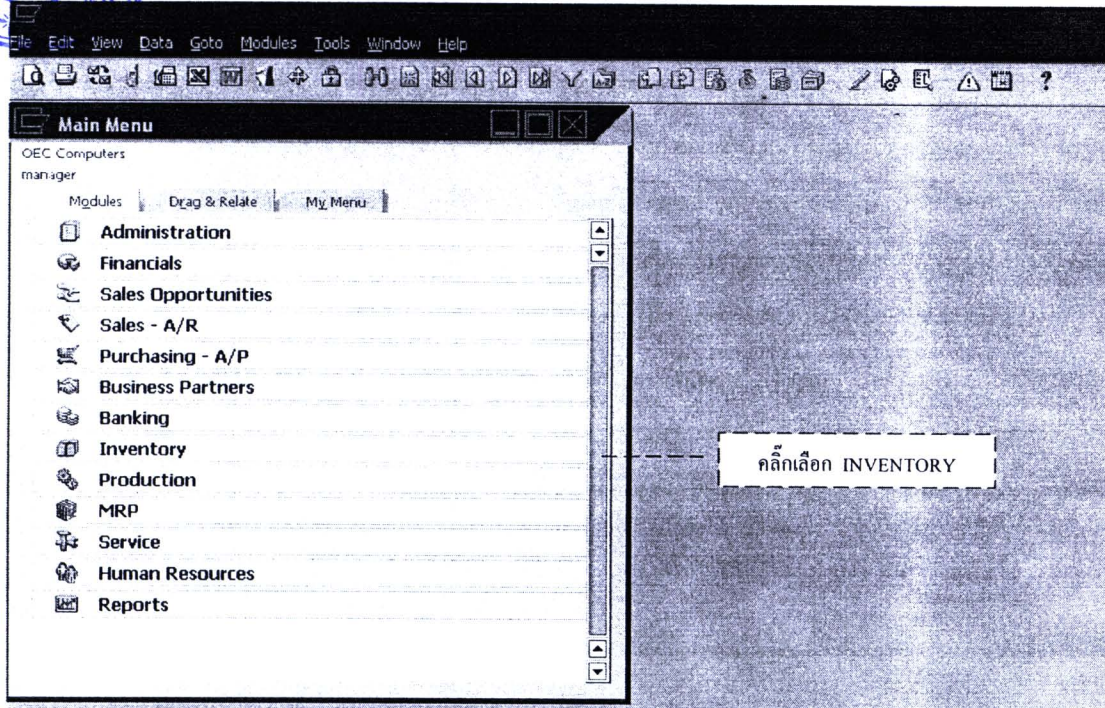 File Edit View Data Goto Modules Tools Window Help
Main Menu
OEC Computers
manager
Modules Drag & Relate My Menu
Administration
Financials
Sales Opportunities
Sales - A/R
Purchasing - A/P
Business Partners
Banking
Inventory
คลิ๊กเลือก INVENTORY
Production
MRP
Service
Human Resources
Reports